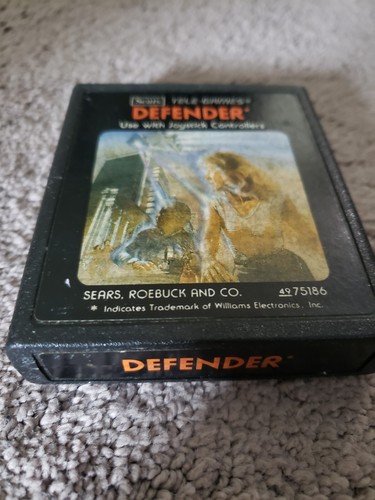 Sears TELE-GAMES®
DEFENDER*
Use with Joystick Controllers
SEARS, ROEBUCK AND CO. 49 75186
* Indicates Trademark of Williams Electronics, Inc.
DEFENDER*